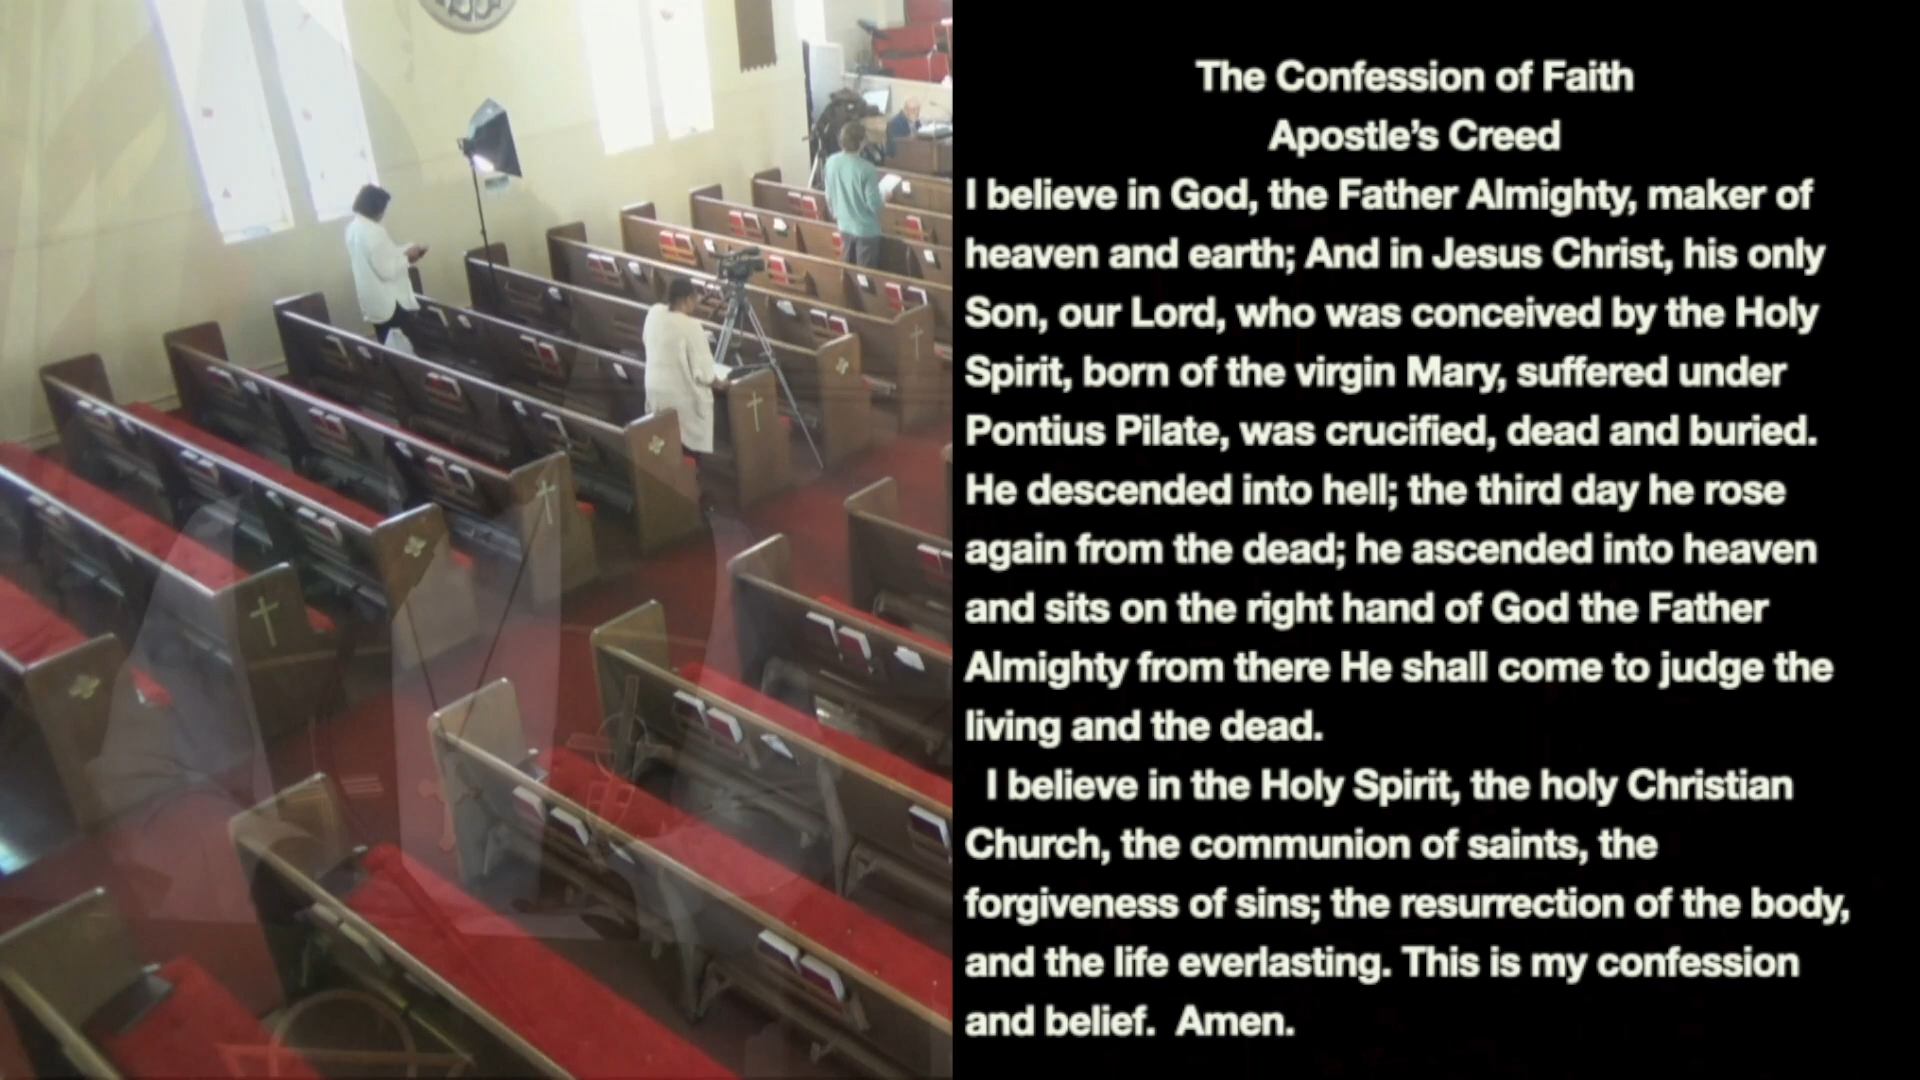 The Confession of Faith
Apostle’s Creed
I believe in God, the Father Almighty, maker of
heaven and earth; And in Jesus Christ, his only
Son, our Lord, who was conceived by the Holy
Spirit, born of the virgin Mary, suffered under
Pontius Pilate, was crucified, dead and buried.
He descended into hell; the third day he rose
again from the dead; he ascended into heaven
and sits on the right hand of God the Father
Almighty from there He shall come to judge the
living and the dead.
I believe in the Holy Spirit, the holy Christian
Church, the communion of saints, the
forgiveness of sins; the resurrection of the body,
and the life everlasting. This is my confession
and belief.  Amen.